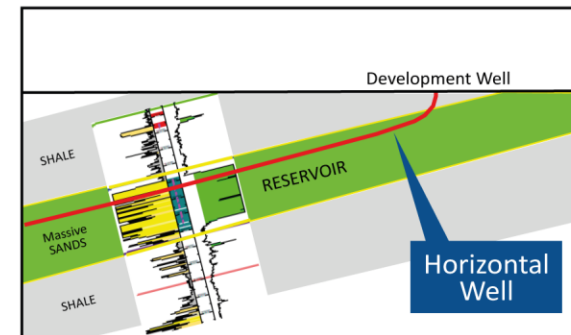 Development Well
SHALE
RESERVOIR
Massive
SANDS
Horizontal
Well
SHALE